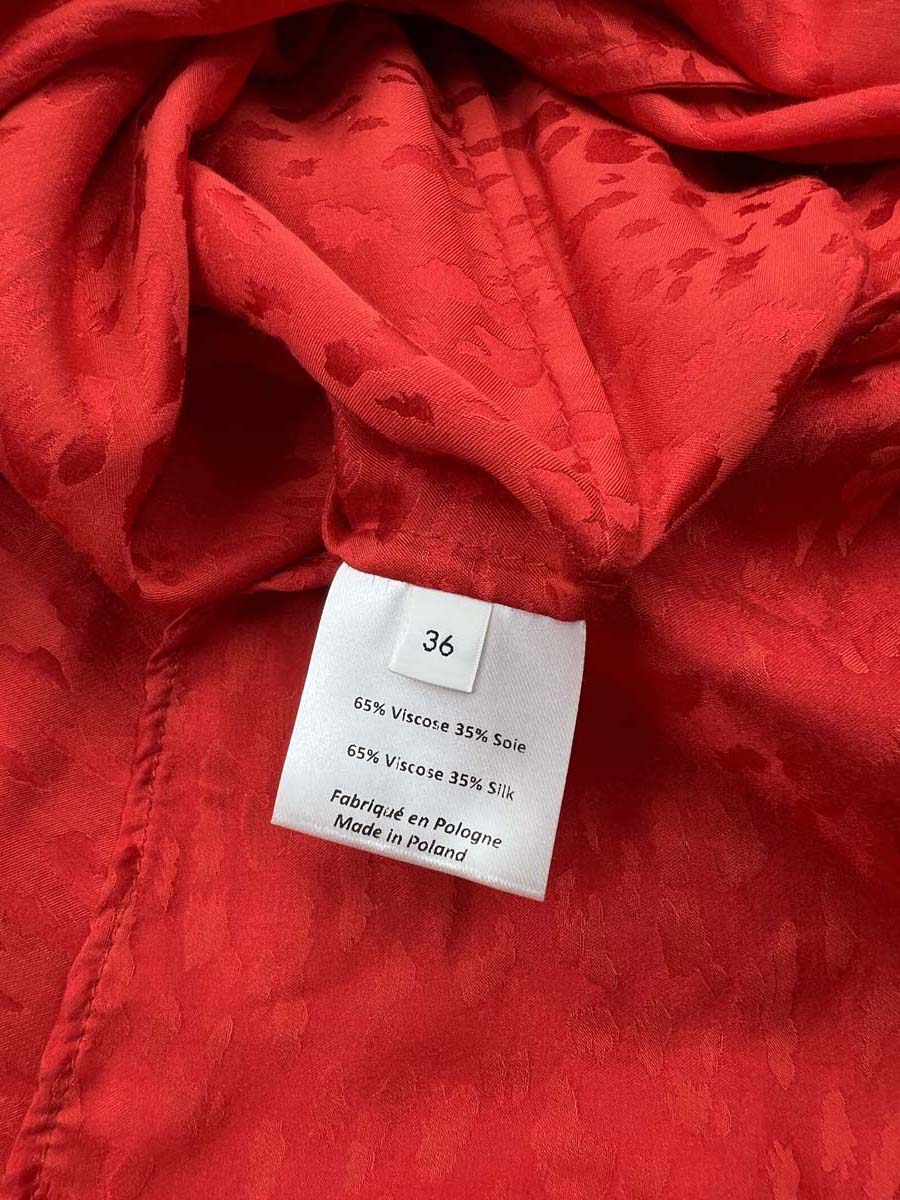 36
65% Viscose 35% Soie
65% Viscose 35% Silk
Fabriqué en Pologne
Made in Poland